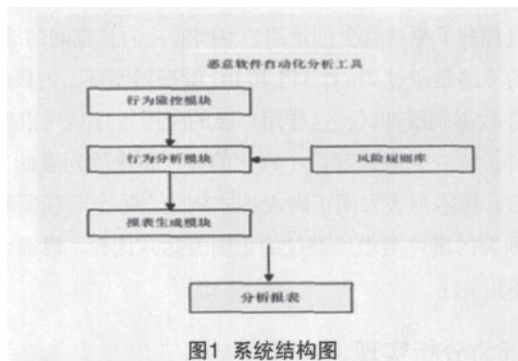 恶意软件自动化分析工具
行为监控模块
行为分析模块
风险规则库
报表生成模块
分析报表
图1 系统结构图